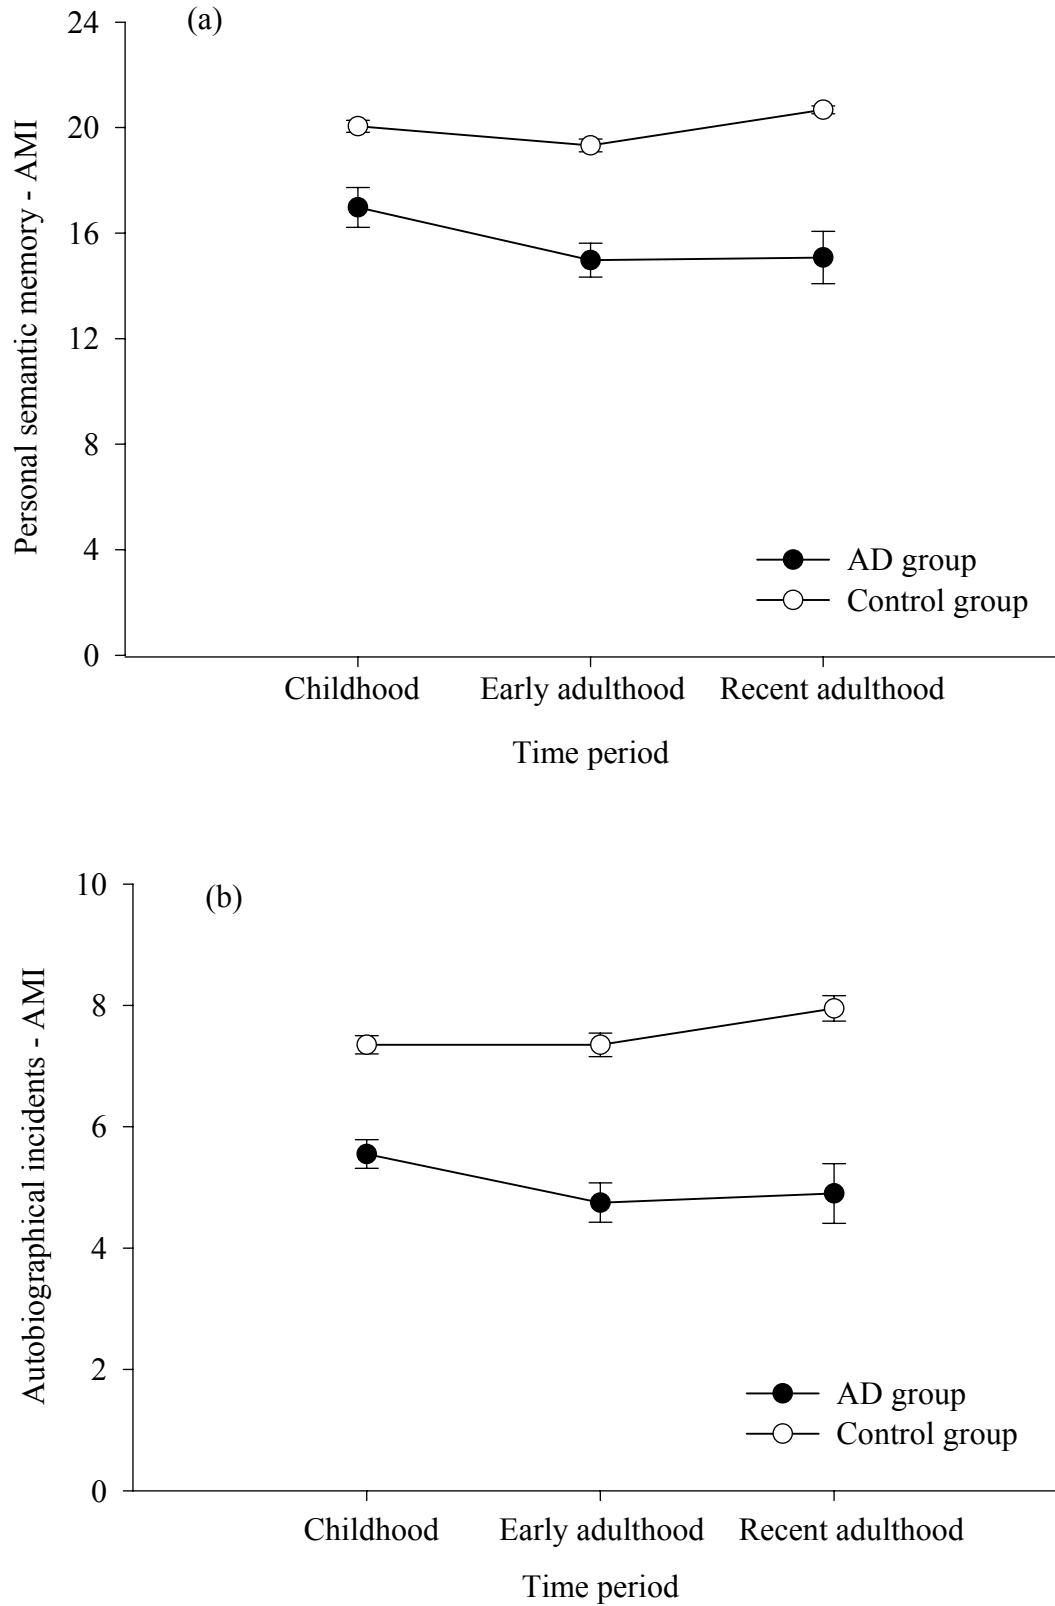 (a)
24
20
16
12
8
4
0
Personal semantic memory - AMI
AD group
Control group
Childhood Early adulthood Recent adulthood
Time period
(b)
10
8
6
4
2
0
Autobiographical incidents - AMI
AD group
Control group
Childhood Early adulthood Recent adulthood
Time period